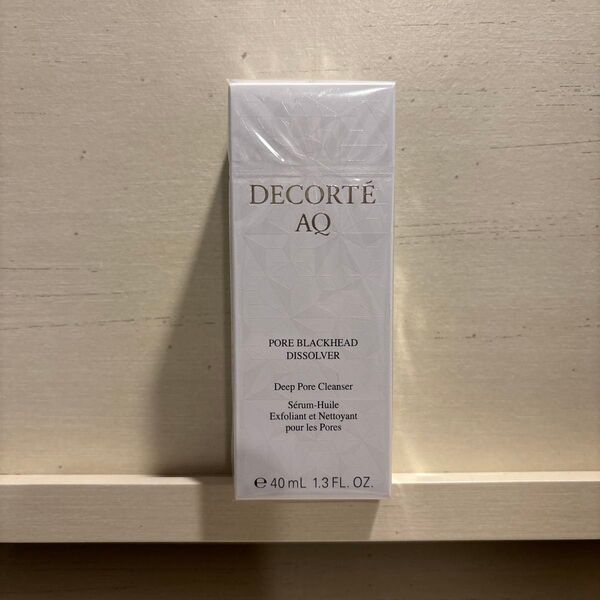 DECORTÉ
AQ
PORE BLACKHEAD
DISSOLVER
Deep Pore Cleanser
Sérum-Huile
Exfoliant et Nettoyant
pour les Pores
℮ 40 mL 1.3 FL. OZ.